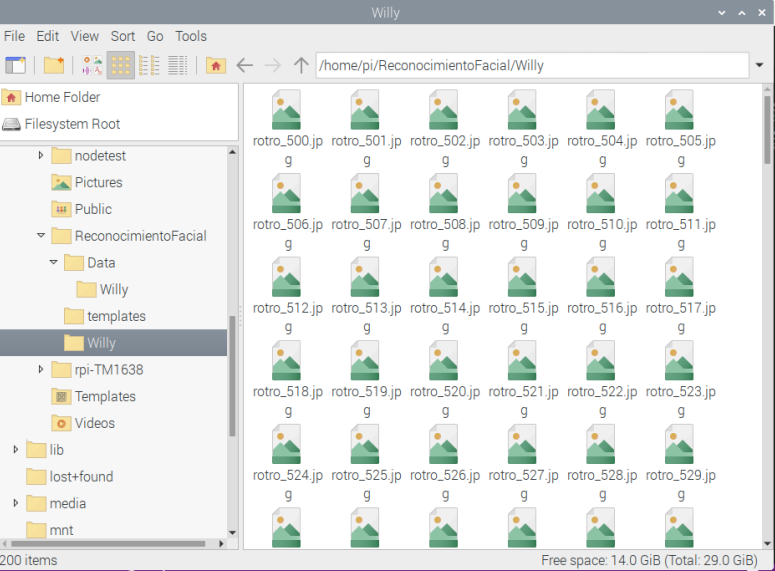 Willy
File Edit View Sort Go Tools
/home/pi/ReconocimientoFacial/Willy
Home Folder
Filesystem Root
nodetest
Pictures
Public
ReconocimientoFacial
Data
Willy
templates
Willy
rpi-TM1638
Templates
Videos
lib
lost+found
media
mnt
rotro_500.jpg rotro_501.jpg rotro_502.jpg rotro_503.jpg rotro_504.jpg rotro_505.jpg
rotro_506.jpg rotro_507.jpg rotro_508.jpg rotro_509.jpg rotro_510.jpg rotro_511.jpg
rotro_512.jpg rotro_513.jpg rotro_514.jpg rotro_515.jpg rotro_516.jpg rotro_517.jpg
rotro_518.jpg rotro_519.jpg rotro_520.jpg rotro_521.jpg rotro_522.jpg rotro_523.jpg
rotro_524.jpg rotro_525.jpg rotro_526.jpg rotro_527.jpg rotro_528.jpg rotro_529.jpg
200 items
Free space: 14.0 GiB (Total: 29.0 GiB)